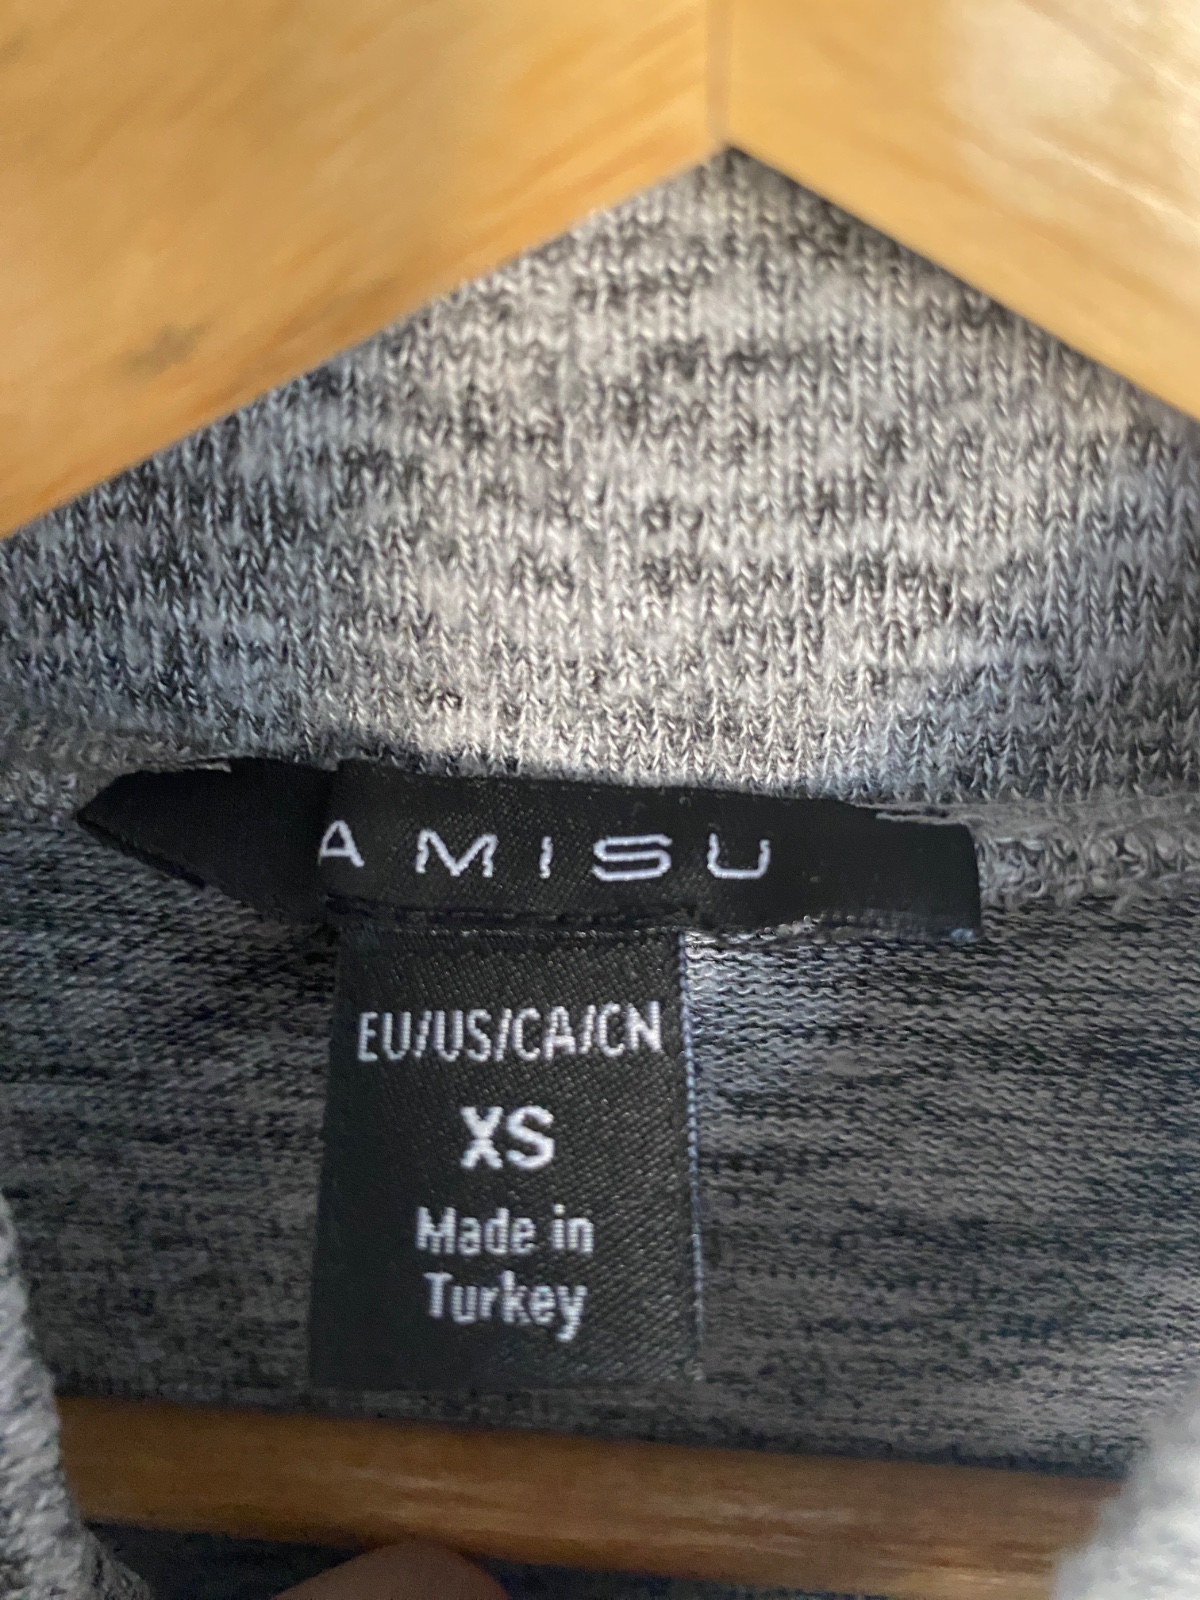 AMISU
EU/US/CA/CN
XS
Made in
Turkey